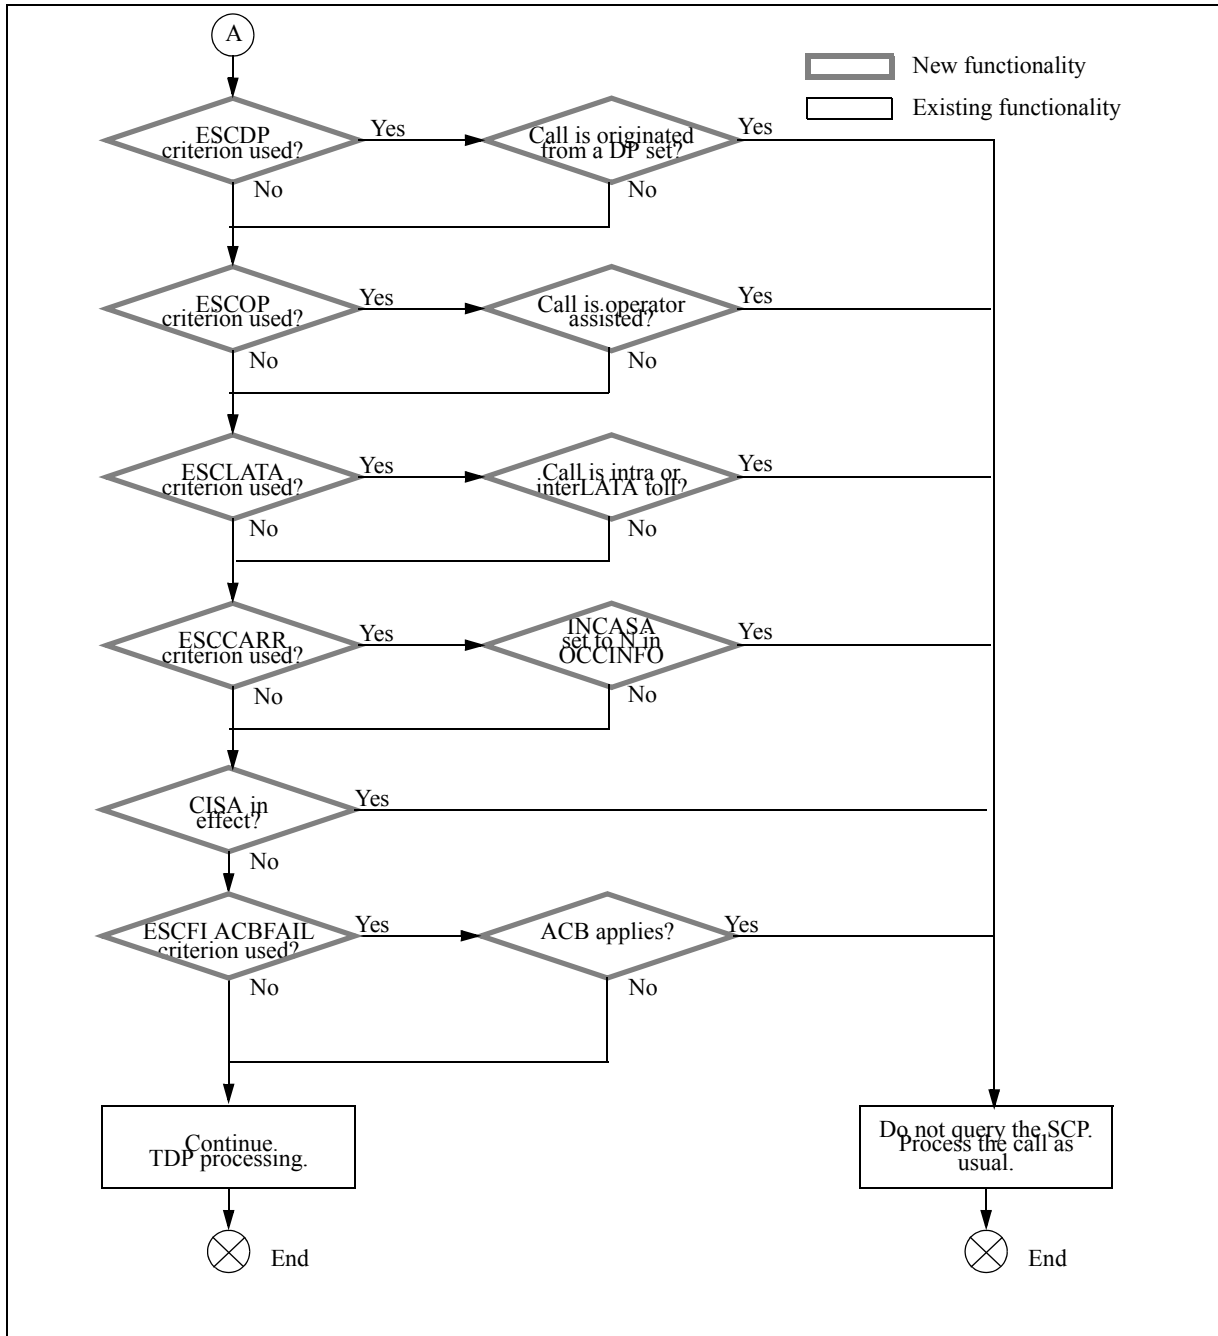 A
New functionality
Existing functionality
ESCDP
criterion used?
Yes
Call is originated
from a DP set?
Yes
No
No
ESCOP
criterion used?
Yes
Call is operator
assisted?
Yes
No
No
ESCLATA
criterion used?
Yes
Call is intra or
interLATA toll?
Yes
No
No
ESCCARR
criterion used?
Yes
INCASA
set to N in
OCCINFO
Yes
No
No
CISA in
effect?
Yes
No
ESCFI ACBFAIL
criterion used?
Yes
ACB applies?
Yes
No
No
Continue.
TDP processing.
Do not query the SCP.
Process the call as
usual.
End
End